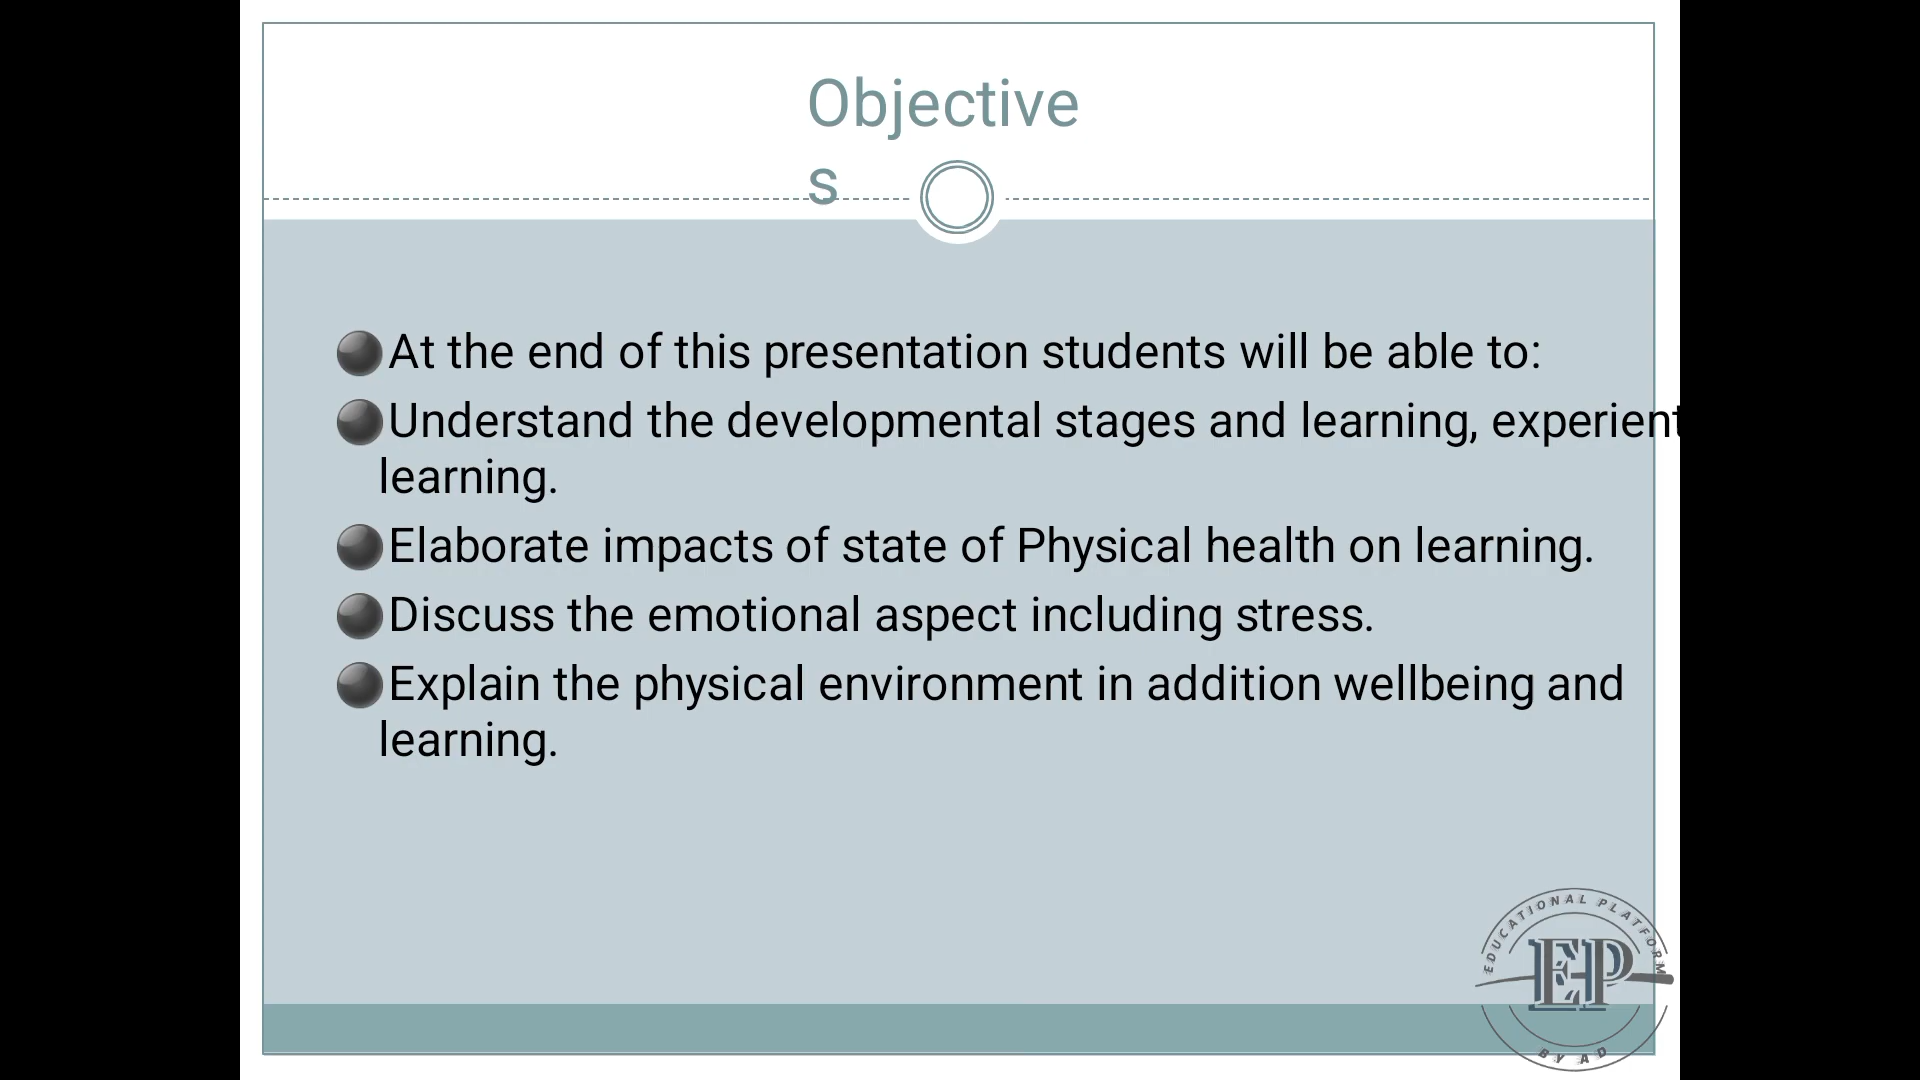 Objective
s
At the end of this presentation students will be able to:
Understand the developmental stages and learning, experient
learning.
Elaborate impacts of state of Physical health on learning.
Discuss the emotional aspect including stress.
Explain the physical environment in addition wellbeing and
learning.
EDUCATIONAL PLATFORM
EP
BY AD